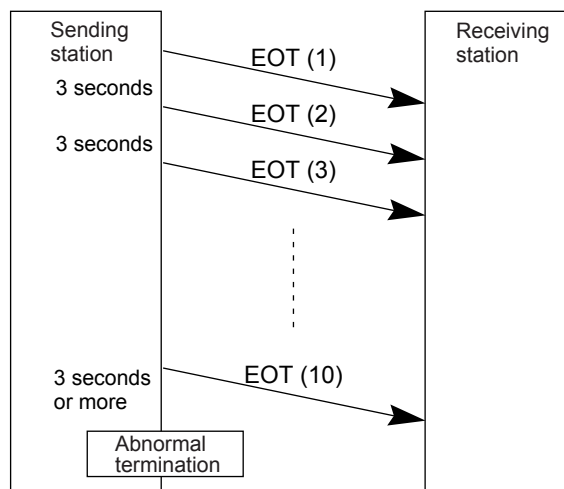 Sending
station
Receiving
station
EOT (1)
3 seconds
EOT (2)
3 seconds
EOT (3)
EOT (10)
3 seconds
or more
Abnormal
termination